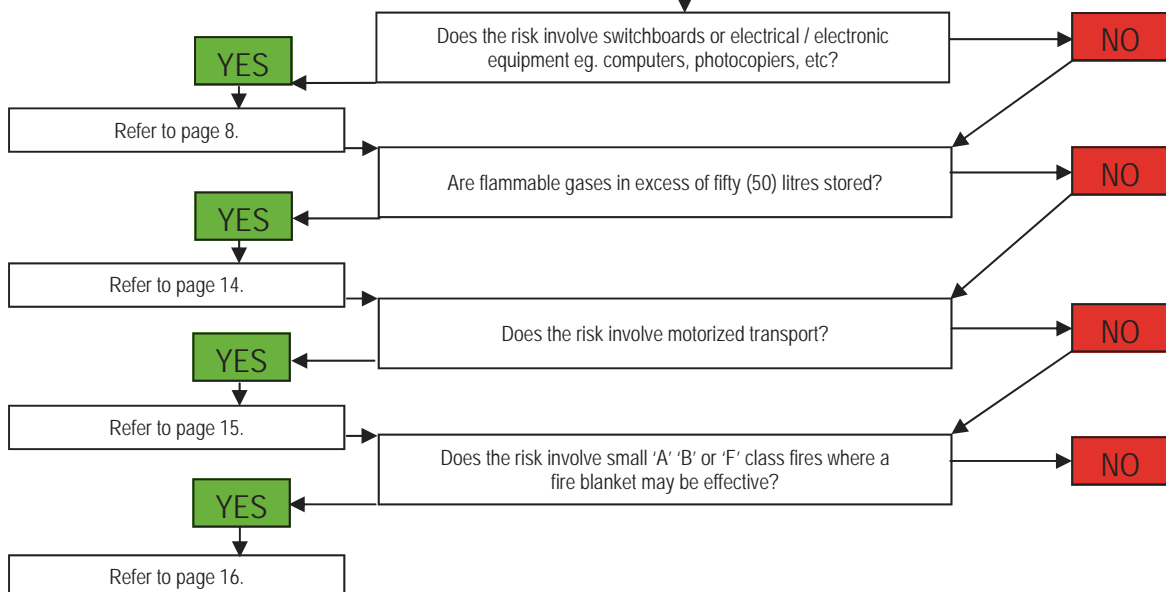 Does the risk involve switchboards or electrical / electronic
equipment eg. computers, photocopiers, etc?
NO
YES
Refer to page 8.
Are flammable gases in excess of fifty (50) litres stored?
NO
YES
Refer to page 14.
Does the risk involve motorized transport?
NO
YES
Refer to page 15.
Does the risk involve small ‘A’ ‘B’ or ‘F’ class fires where a
fire blanket may be effective?
NO
YES
Refer to page 16.